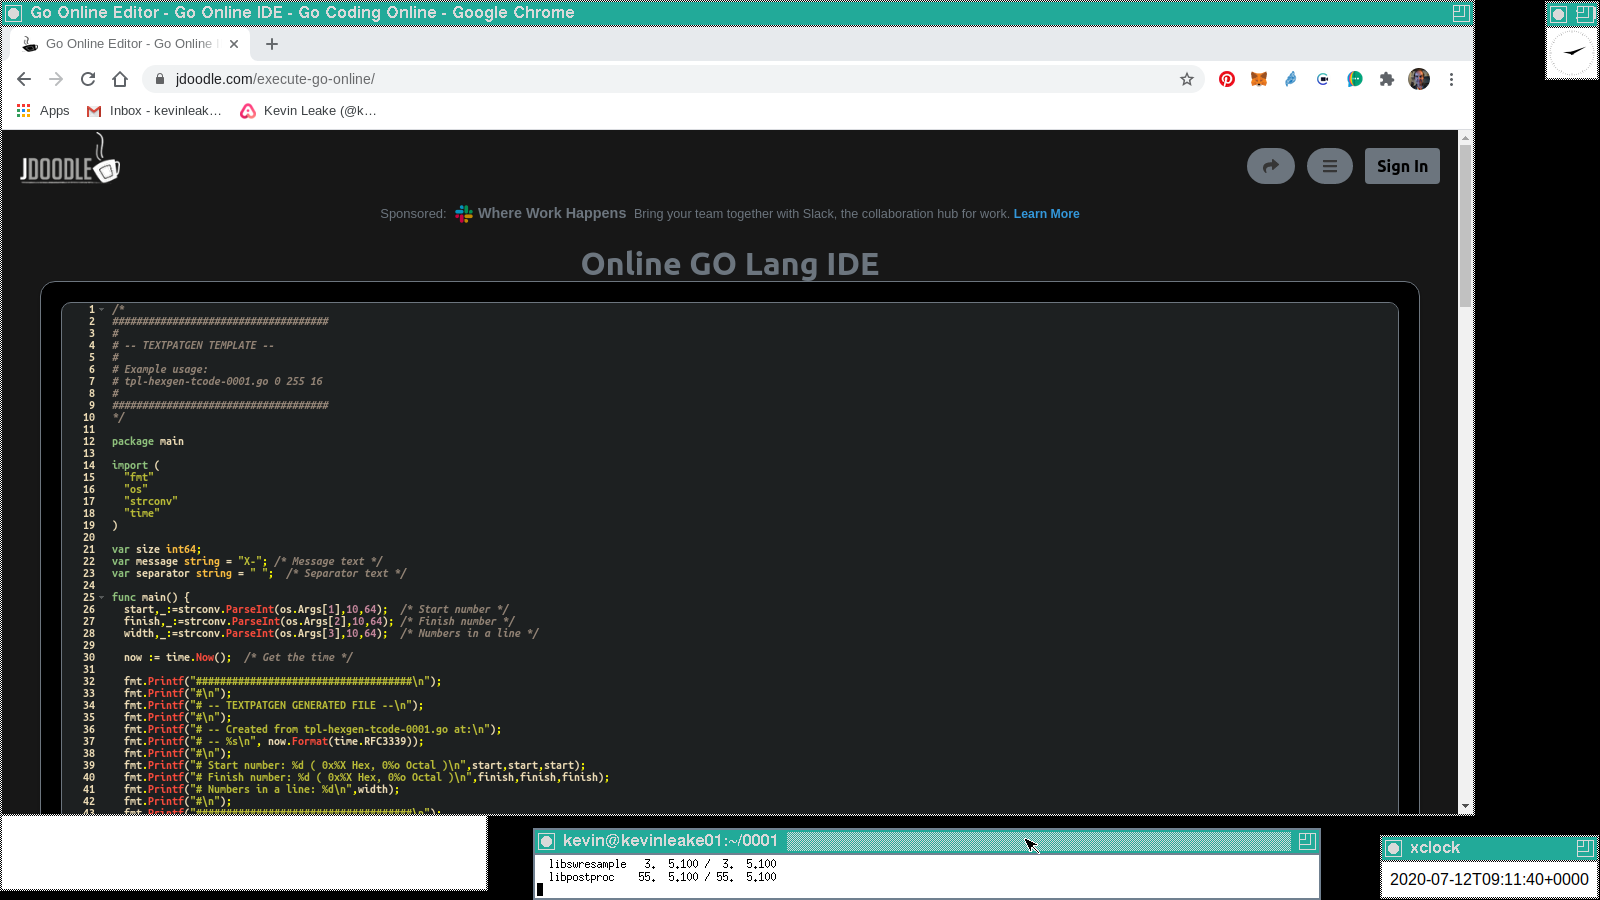 Go Online Editor - Go Online IDE - Go Coding Online - Google Chrome
Go Online Editor - Go Online I
jdoodle.com/execute-go-online/
Apps
Inbox - kevinleak…
Kevin Leake (@k…
JDOODLE
Sign In
Sponsored: Where Work Happens Bring your team together with Slack, the collaboration hub for work. Learn More
Online GO Lang IDE
1 /*
2 ####################################
3 #
4 # -- TEXTPATGEN TEMPLATE --
5 #
6 # Example usage:
7 # tpl-hexgen-tcode-0001.go 0 255 16
8 #
9 ####################################
10 */
11
12 package main
13
14 import (
15 "fmt"
16 "os"
17 "strconv"
18 "time"
19 )
20
21 var size int64;
22 var message string = "X-"; /* Message text */
23 var separator string = " "; /* Separator text */
24
25 func main() {
26 start,_:=strconv.ParseInt(os.Args[1],10,64); /* Start number */
27 finish,_:=strconv.ParseInt(os.Args[2],10,64); /* Finish number */
28 width,_:=strconv.ParseInt(os.Args[3],10,64); /* Numbers in a line */
29
30 now := time.Now(); /* Get the time */
31
32 fmt.Printf("####################################\n");
33 fmt.Printf("#\n");
34 fmt.Printf("# -- TEXTPATGEN GENERATED FILE --\n");
35 fmt.Printf("#\n");
36 fmt.Printf("# -- Created from tpl-hexgen-tcode-0001.go at:\n");
37 fmt.Printf("# -- %s\n", now.Format(time.RFC3339));
38 fmt.Printf("#\n");
39 fmt.Printf("# Start number: %d ( 0x%X Hex, 0%o Octal )\n",start,start,start);
40 fmt.Printf("# Finish number: %d ( 0x%X Hex, 0%o Octal )\n",finish,finish,finish);
41 fmt.Printf("# Numbers in a line: %d\n",width);
42 fmt.Printf("#\n");
43 fmt.Printf("####################################\n");
kevin@kevinleake01:~/0001
libswresample 3. 5.100 / 3. 5.100
libpostproc 55. 5.100 / 55. 5.100
xclock
2020-07-12T09:11:40+0000